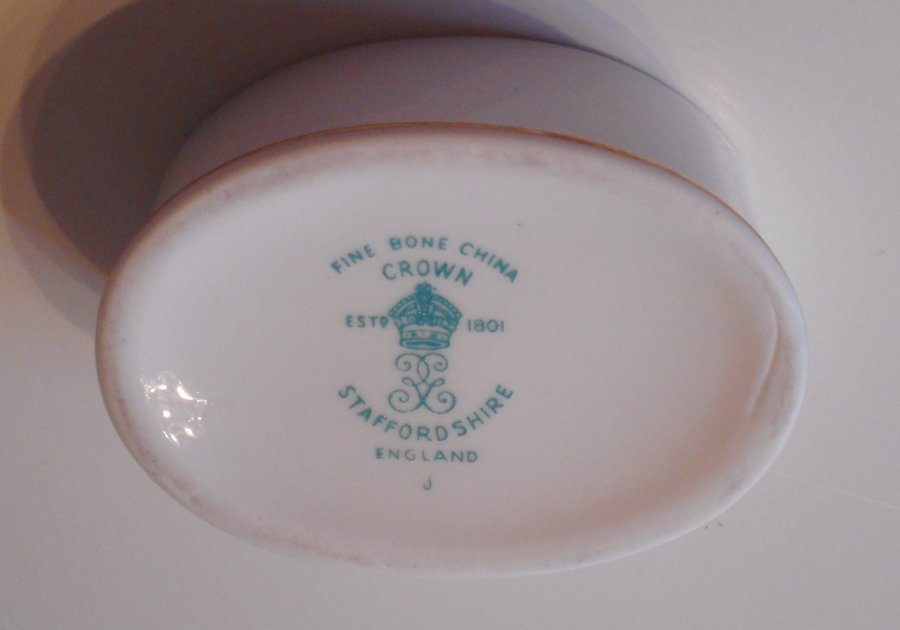 FINE BONE CHINA
CROWN
ESTD 1801
STAFFORDSHIRE
ENGLAND
J